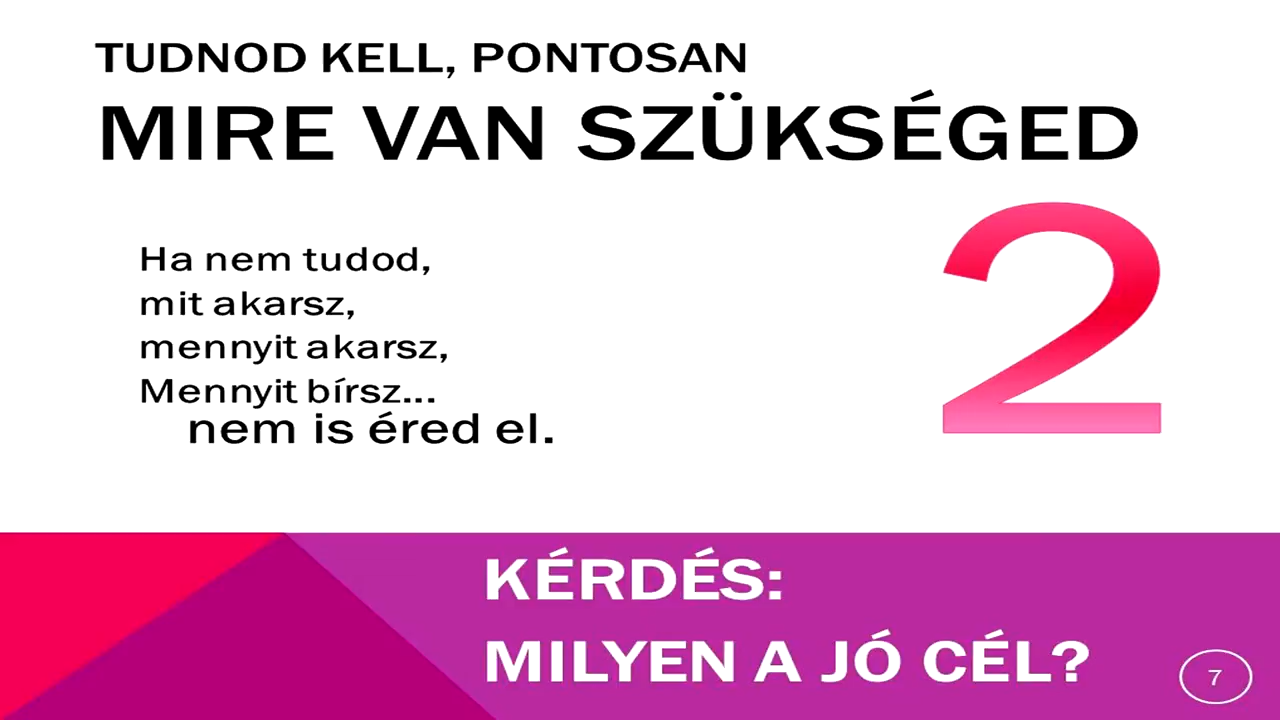 TUDNOD KELL, PONTOSAN
MIRE VAN SZÜKSÉGED
2
Ha nem tudod,
mit akarsz,
mennyit akarsz,
Mennyit bírsz...
nem is éred el.
KÉRDÉS:
MILYEN A JÓ CÉL?
7